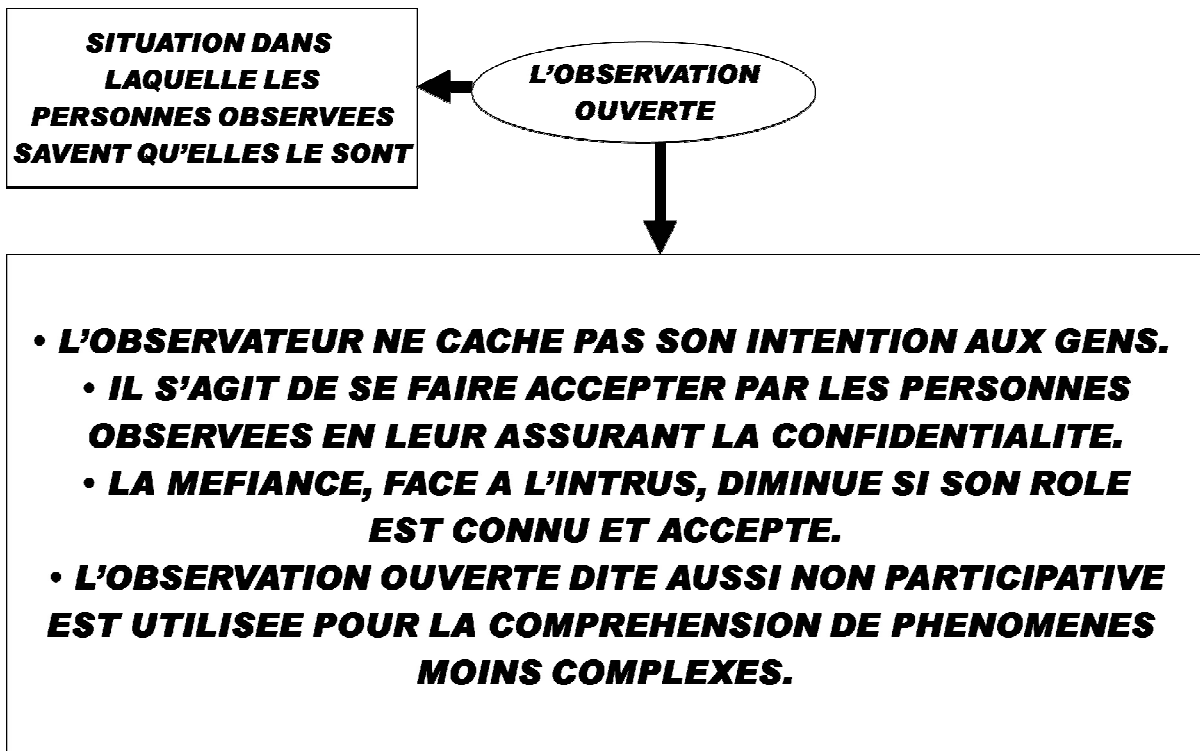 SITUATION DANS
LAQUELLE LES
PERSONNES OBSERVEES
SAVENT QU'ELLES LE SONT
L'OBSERVATION
OUVERTE
• L'OBSERVATEUR NE CACHE PAS SON INTENTION AUX GENS.
• IL S'AGIT DE SE FAIRE ACCEPTER PAR LES PERSONNES
OBSERVEES EN LEUR ASSURANT LA CONFIDENTIALITE.
• LA MEFIANCE, FACE A L'INTRUS, DIMINUE SI SON ROLE
EST CONNU ET ACCEPTE.
• L'OBSERVATION OUVERTE DITE AUSSI NON PARTICIPATIVE
EST UTILISEE POUR LA COMPREHENSION DE PHENOMENES
MOINS COMPLEXES.